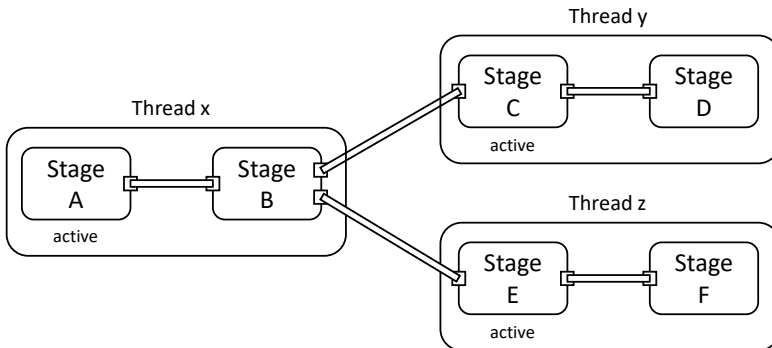 Thread x
Stage
A
active
Stage
B
Thread y
Stage
C
active
Stage
D
Thread z
Stage
E
active
Stage
F